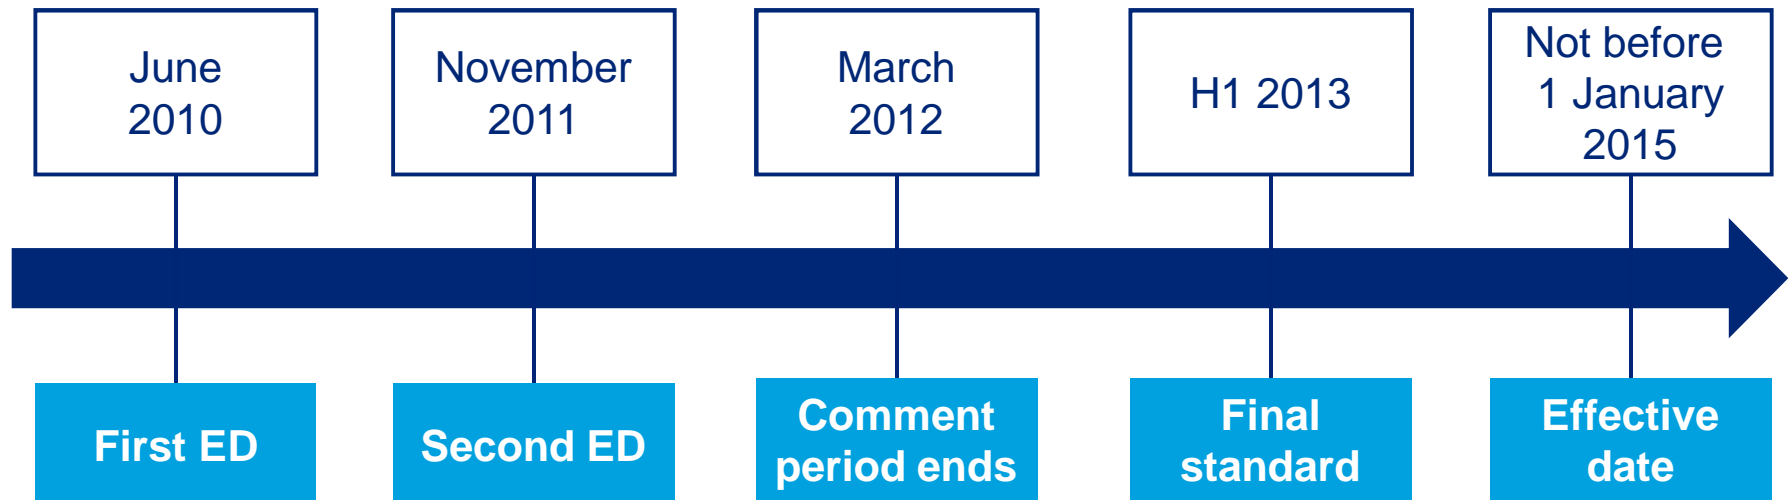 June
2010
November
2011
March
2012
H1 2013
Not before
1 January
2015
First ED
Second ED
Comment
period ends
Final
standard
Effective
date